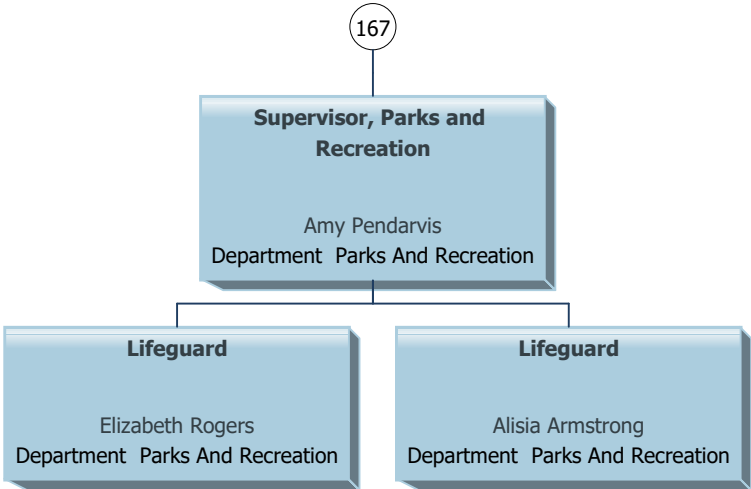 167
Supervisor, Parks and
Recreation
Amy Pendarvis
Department  Parks And Recreation
Lifeguard
Elizabeth Rogers
Department  Parks And Recreation
Lifeguard
Alisia Armstrong
Department  Parks And Recreation